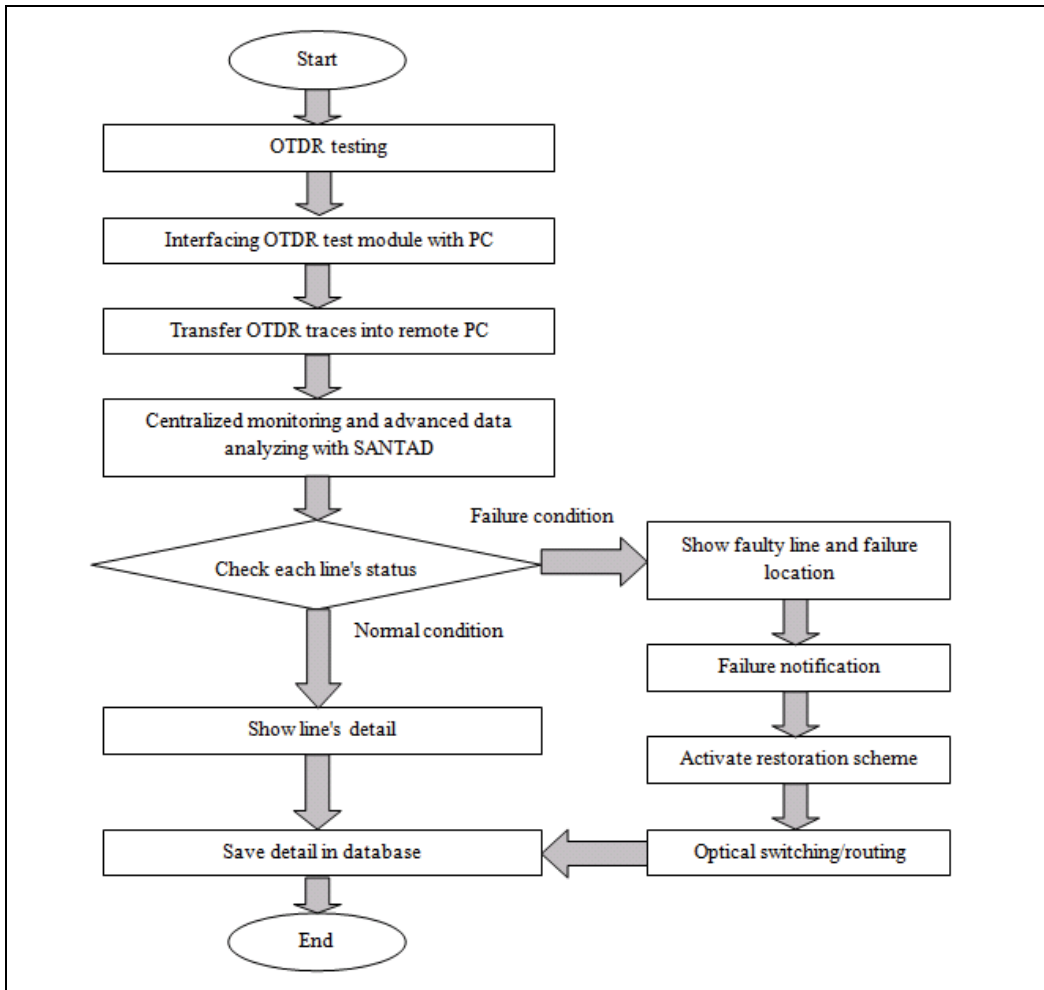 Start
OTDR testing
Interfacing OTDR test module with PC
Transfer OTDR traces into remote PC
Centralized monitoring and advanced data
analyzing with SANTAD
Check each line's status
Failure condition
Show faulty line and failure
location
Normal condition
Failure notification
Show line's detail
Activate restoration scheme
Save detail in database
Optical switching/routing
End